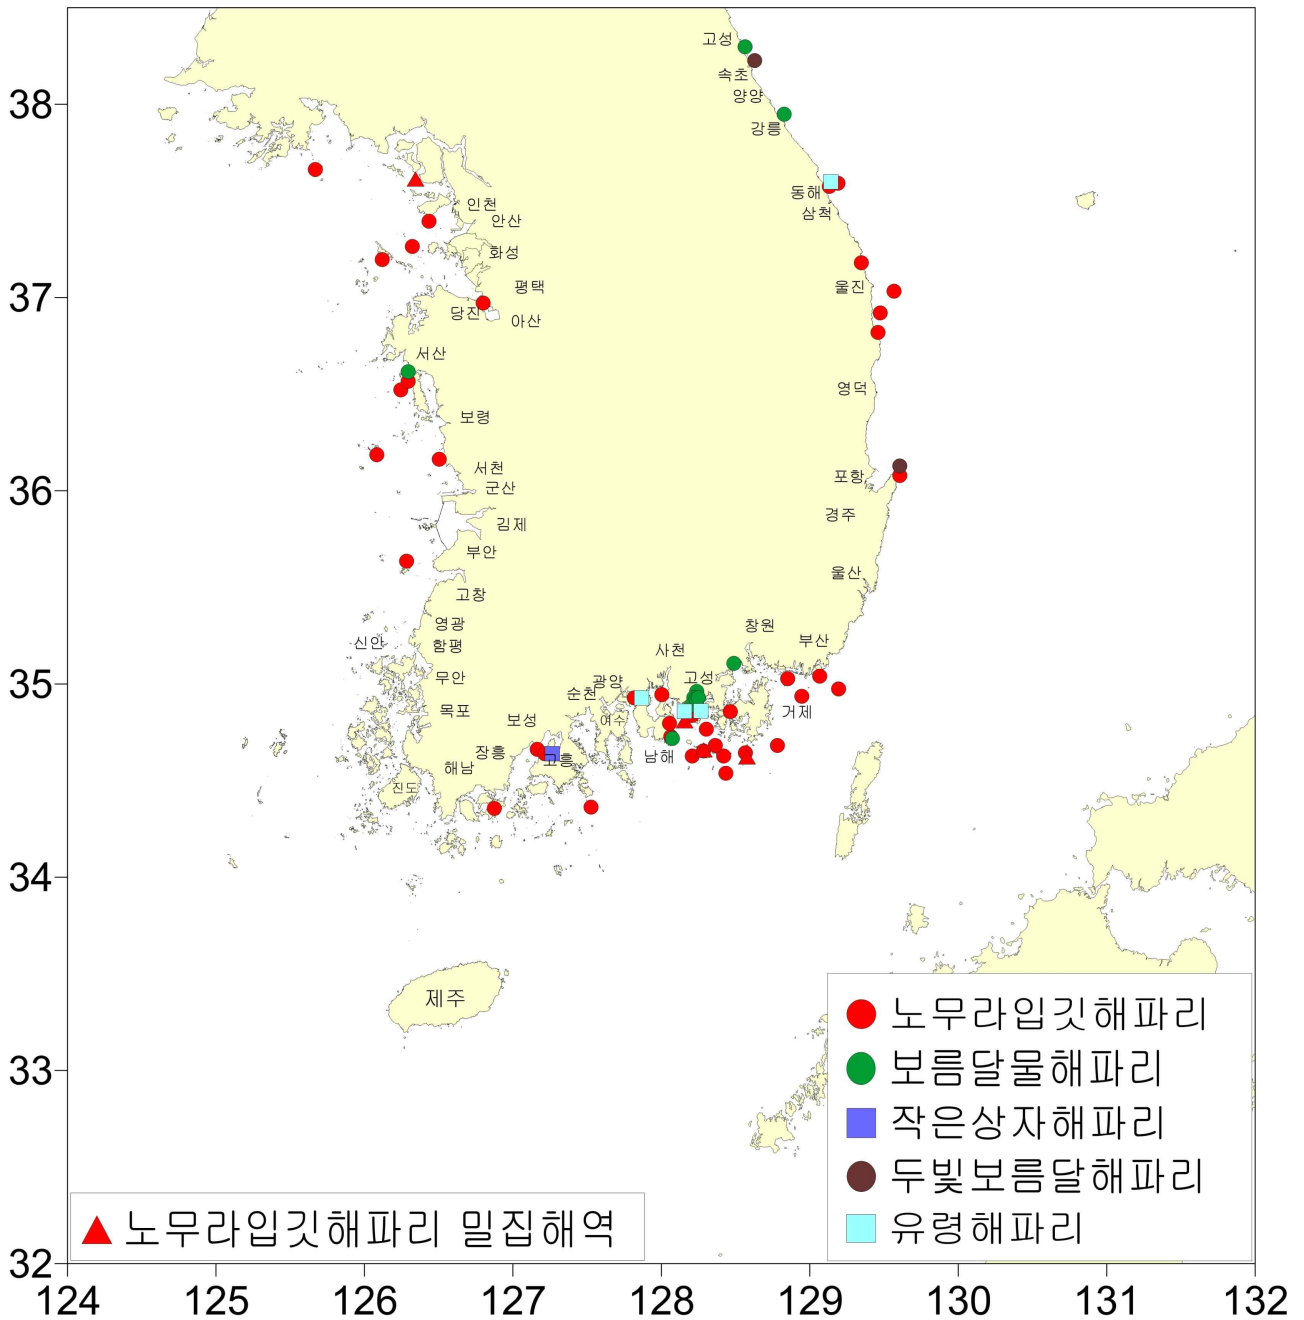 고성
속초
양양
강릉
동해
삼척
울진
영덕
포항
경주
울산
부산
창원
거제
고성
사천
남해
광양
순천
여수
보성
고흥
장흥
해남
진도
목포
무안
신안
함평
영광
고창
부안
김제
군산
서천
보령
서산
당진
아산
평택
화성
안산
인천
제주
38
37
36
35
34
33
32
124 125 126 127 128 129 130 131 132
노무라입깃해파리
보름달물해파리
작은상자해파리
두빛보름달해파리
유령해파리
노무라입깃해파리 밀집해역